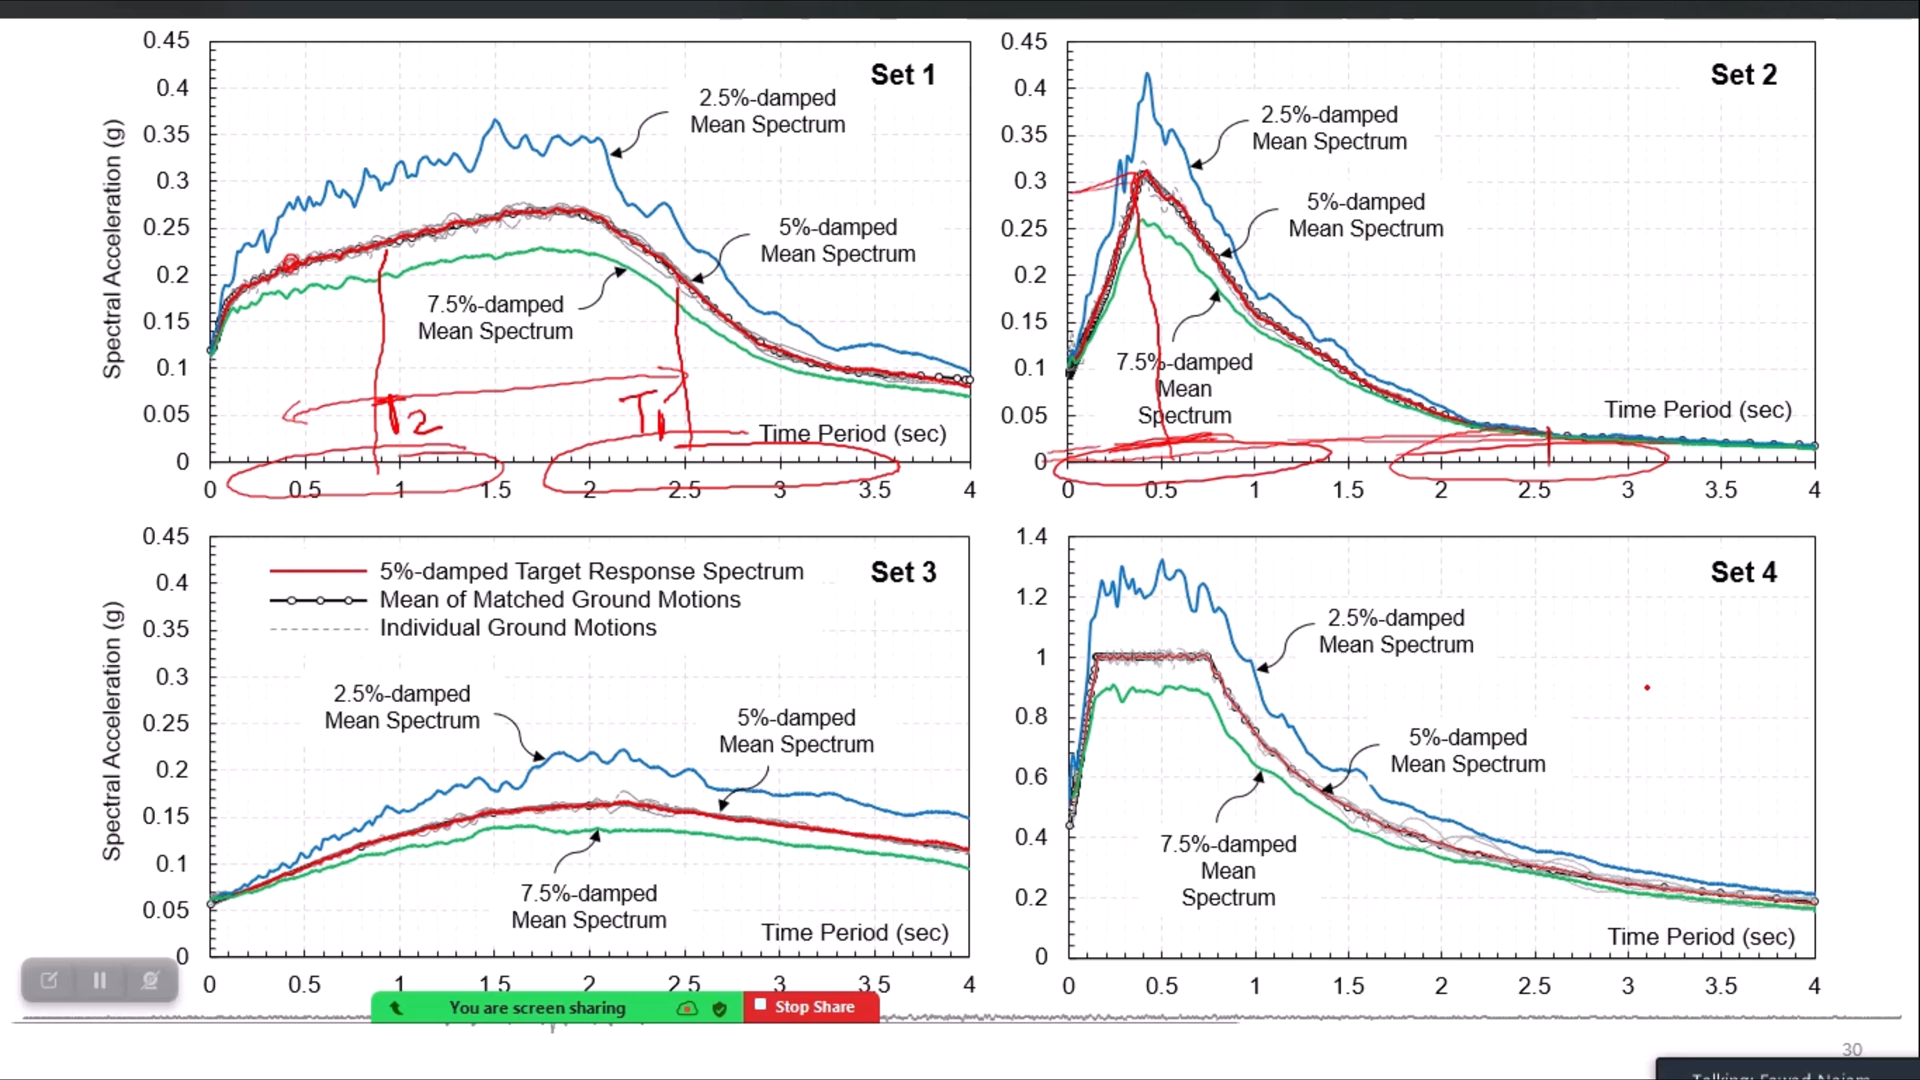 0.45
0.4
0.35
0.3
0.25
0.2
0.15
0.1
0.05
0
Spectral Acceleration (g)
Set 1
2.5%-damped
Mean Spectrum
5%-damped
Mean Spectrum
7.5%-damped
Mean Spectrum
T2
T1
Time Period (sec)
0 0.5 1 1.5 2 2.5 3 3.5 4
0.45
0.4
0.35
0.3
0.25
0.2
0.15
0.1
0.05
0
Set 2
2.5%-damped
Mean Spectrum
5%-damped
Mean Spectrum
7.5%-damped
Mean
Spectrum
Time Period (sec)
0 0.5 1 1.5 2 2.5 3 3.5 4
0.45
0.4
0.35
0.3
0.25
0.2
0.15
0.1
0.05
0
Spectral Acceleration (g)
Set 3
5%-damped Target Response Spectrum
Mean of Matched Ground Motions
Individual Ground Motions
2.5%-damped
Mean Spectrum
5%-damped
Mean Spectrum
7.5%-damped
Mean Spectrum
Time Period (sec)
0 0.5 1 1.5 2 2.5 3 3.5 4
1.4
1.2
1
0.8
0.6
0.4
0.2
0
Set 4
2.5%-damped
Mean Spectrum
5%-damped
Mean Spectrum
7.5%-damped
Mean
Spectrum
Time Period (sec)
0 0.5 1 1.5 2 2.5 3 3.5 4
You are screen sharing
Stop Share
30